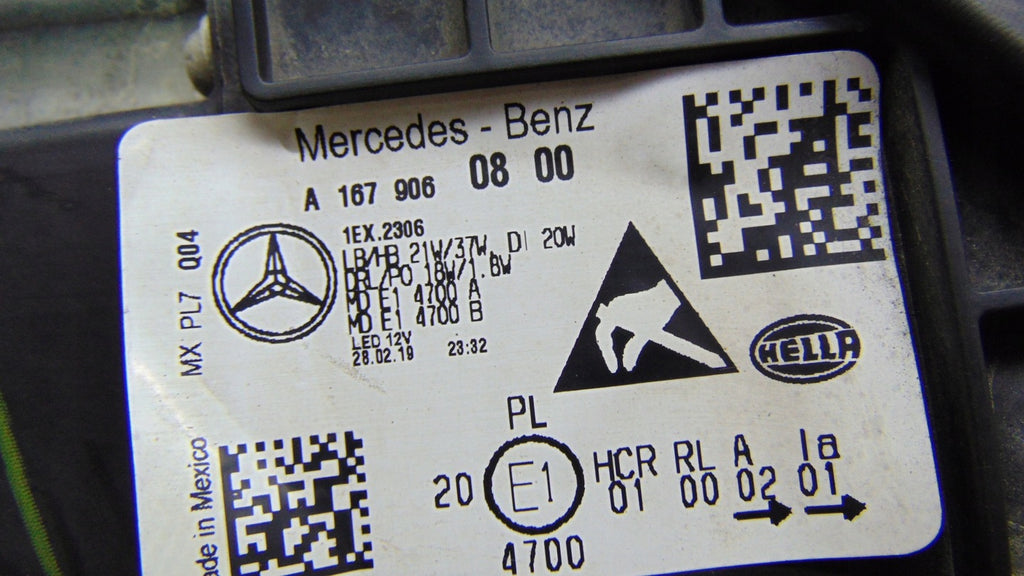 Mercedes - Benz
A 167 906 08 00
MX PL7 Q04
1EX.2306
LB/HB 21W/37W, DI 20W
DRL/PO 18W/1.8W
MD E1 4700 A
MD E1 4700 B
LED 12V
28.02.19 23:32
HELLA
ade in Mexico
PL
20 E1 HCR RL A Ia
01 00 02 01
4700